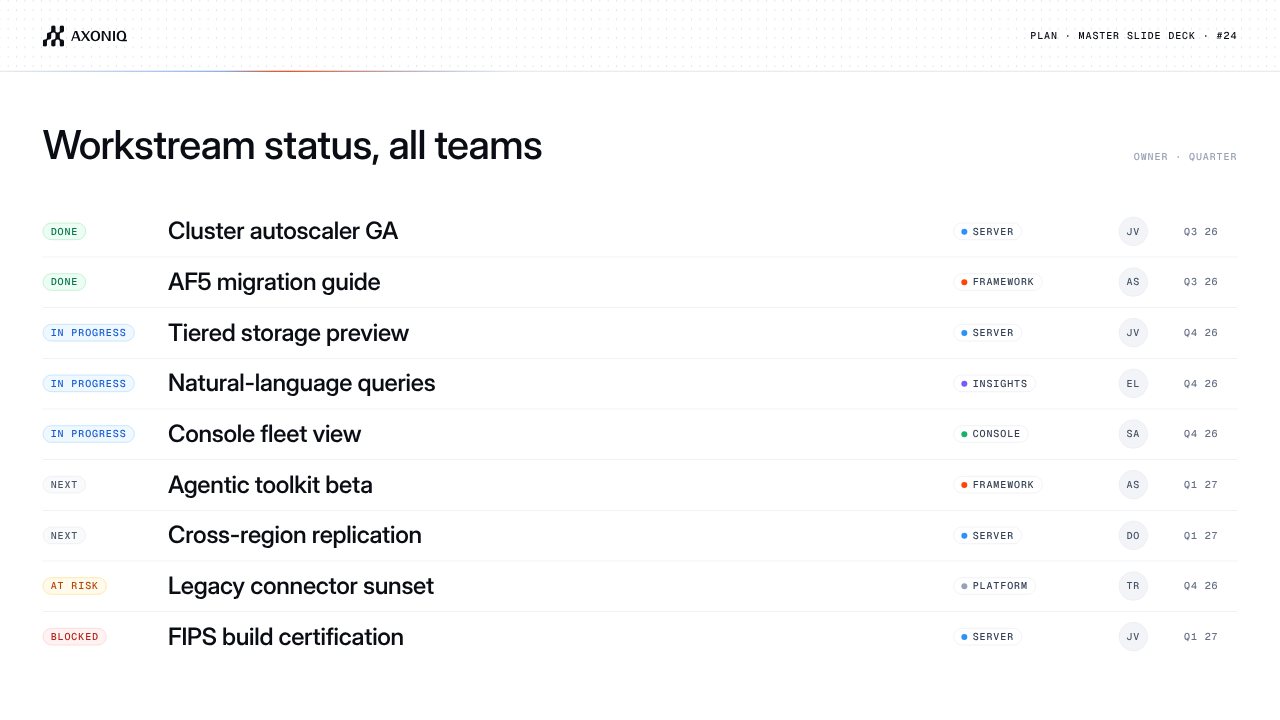 AXONIQ
PLAN · MASTER SLIDE DECK · #24
Workstream status, all teams
OWNER · QUARTER
DONE Cluster autoscaler GA SERVER JV Q3 26
DONE AF5 migration guide FRAMEWORK AS Q3 26
IN PROGRESS Tiered storage preview SERVER JV Q4 26
IN PROGRESS Natural-language queries INSIGHTS EL Q4 26
IN PROGRESS Console fleet view CONSOLE SA Q4 26
NEXT Agentic toolkit beta FRAMEWORK AS Q1 27
NEXT Cross-region replication SERVER DO Q1 27
AT RISK Legacy connector sunset PLATFORM TR Q4 26
BLOCKED FIPS build certification SERVER JV Q1 27